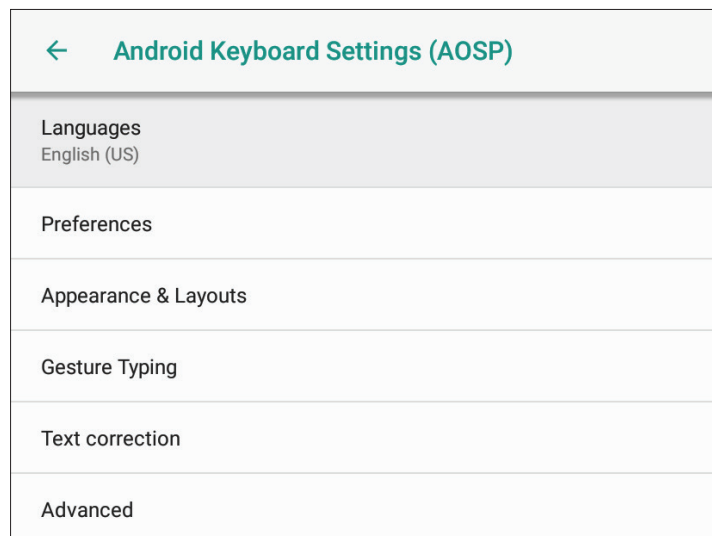 Android Keyboard Settings (AOSP)
Languages
English (US)
Preferences
Appearance & Layouts
Gesture Typing
Text correction
Advanced